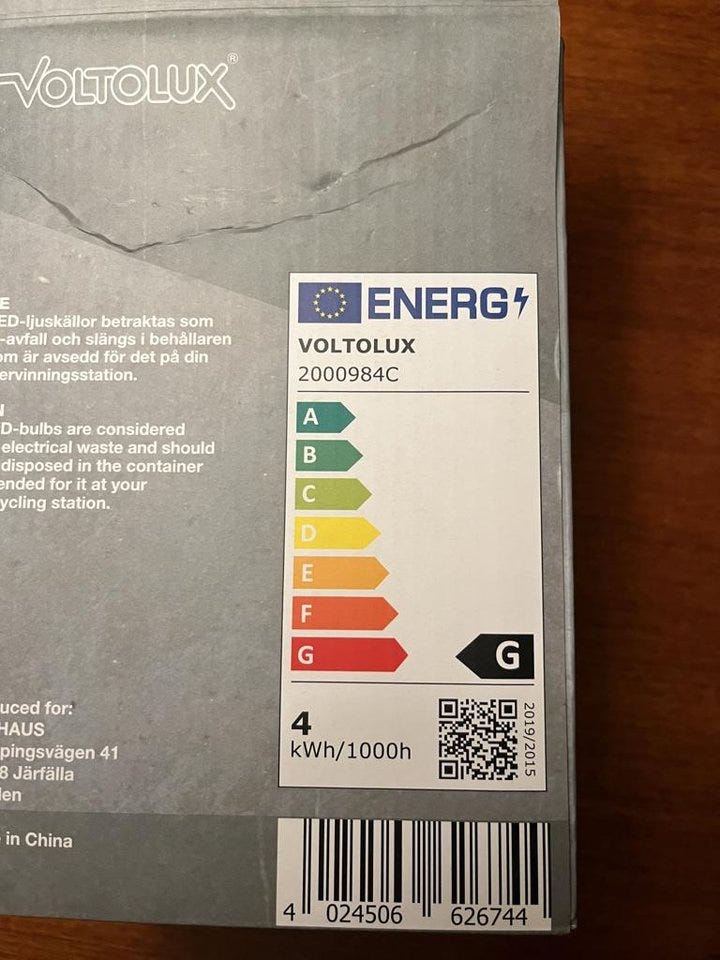 VOLTOLUX®
E
ED-ljuskällor betraktas som
-avfall och slängs i behållaren
om är avsedd för det på din
ervinningsstation.
N
D-bulbs are considered
electrical waste and should
disposed in the container
ended for it at your
ycling station.
uced for:
HAUS
pingsvägen 41
8 Järfälla
len
in China
ENERG
VOLTOLUX
2000984C
A
B
C
D
E
F
G
G
4
kWh/1000h
2019/2015
4 024506 626744